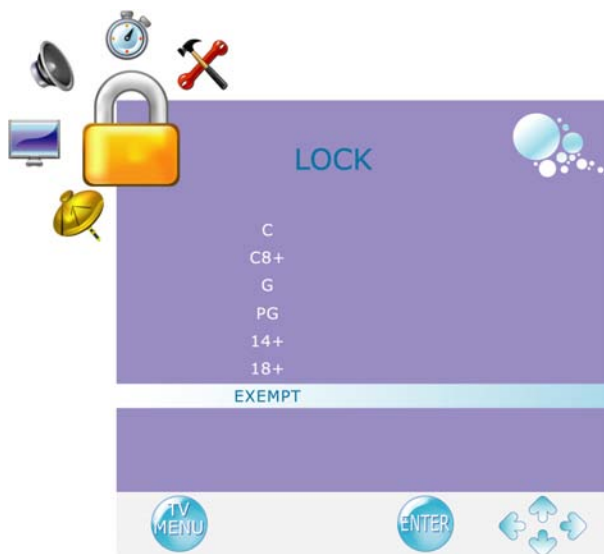 LOCK
C
C8+
G
PG
14+
18+
EXEMPT
TV
MENU
ENTER